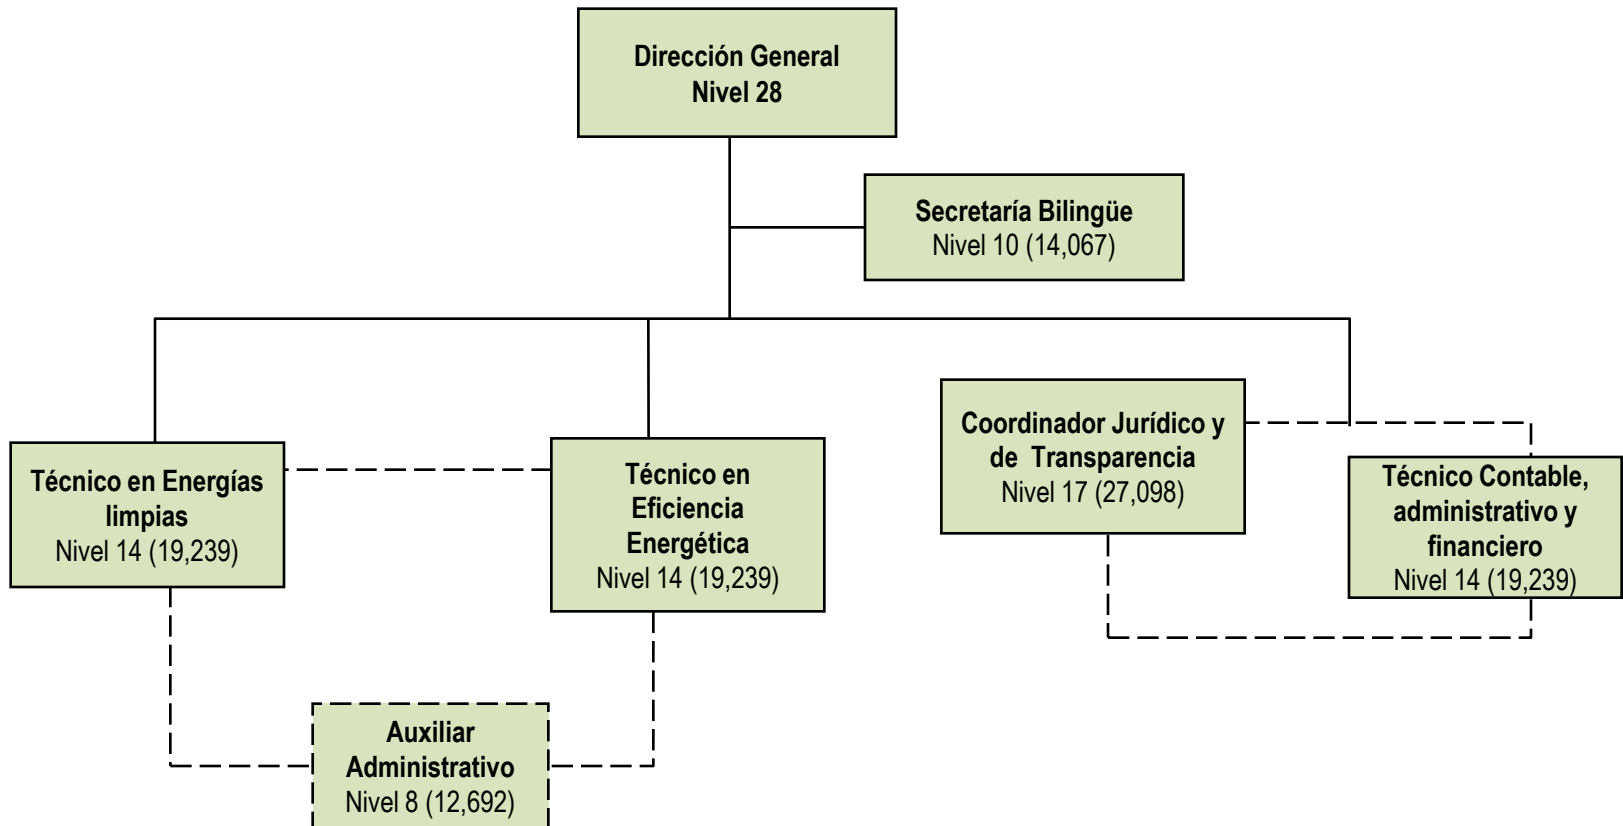 Dirección General
Nivel 28
Secretaría Bilingüe
Nivel 10 (14,067)
Coordinador Jurídico y
de Transparencia
Nivel 17 (27,098)
Técnico en Energías
limpias
Nivel 14 (19,239)
Técnico en
Eficiencia
Energética
Nivel 14 (19,239)
Técnico Contable,
administrativo y
financiero
Nivel 14 (19,239)
Auxiliar
Administrativo
Nivel 8 (12,692)